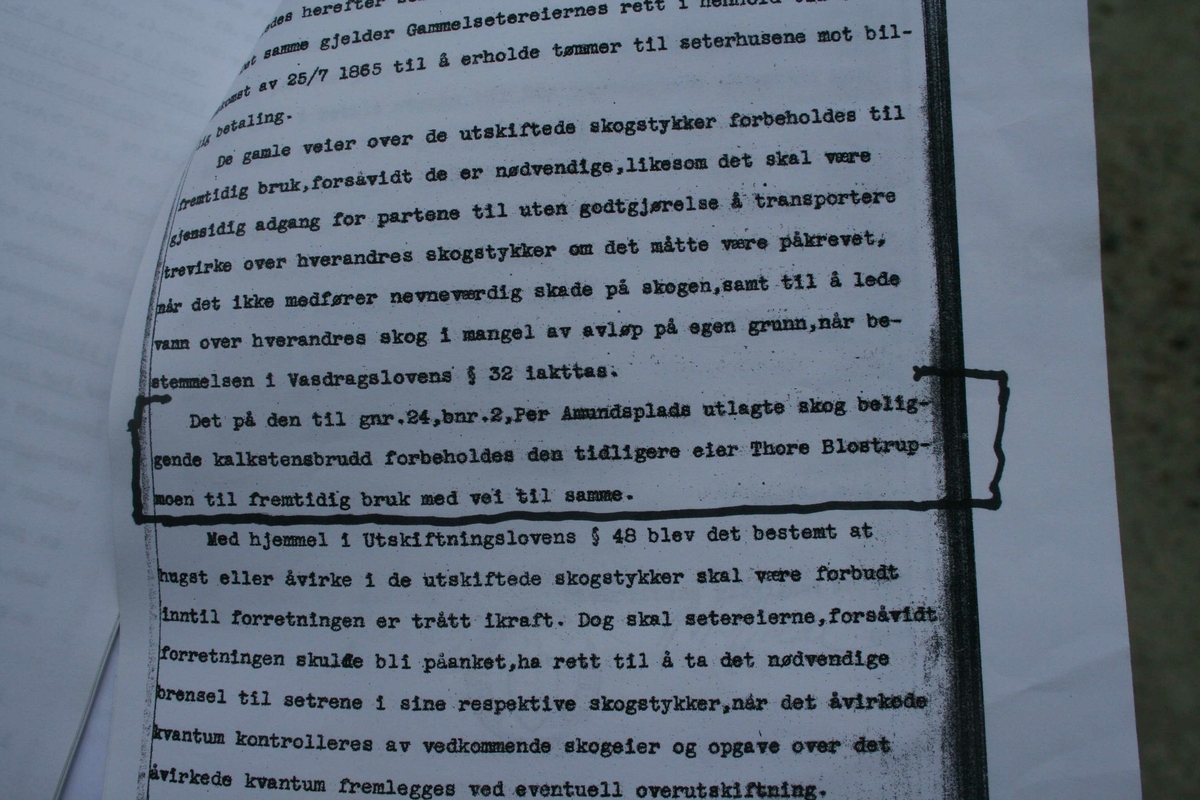 herefter
samme gjelder Gammelsetereiernes rett i
av 25/7 1865 til å erholde tømmer til seterhusene mot bil-
betaling.
De gamle veier over de utskiftede skogstykker forbeholdes til
fremtidig bruk,forsåvidt de er nødvendige,likesom det skal være
gjensidig adgang for partene til uten godtgjørelse å transportere
trevirke over hverandres skogstykker om det måtte være påkrevet,
når det ikke medfører nevneværdig skade på skogen,samt til å lede
vann over hverandres skog i mangel av avløp på egen grunn,når be-
stemmelsen i Vasdragslovens § 32 iakttas.
Det på den til gnr.24,bnr.2,Per Amundsplads utlagte skog belig-
gende kalkstensbrudd forbeholdes den tidligere eier Thore Blostrup-
moen til fremtidig bruk med vei til samme.
Med hjemmel i Utskiftningslovens § 48 blev det bestemt at
hugst eller åvirke i de utskiftede skogstykker skal være forbudt
inntil forretningen er trått ikraft. Dog skal setereierne,forsåvidt
forretningen skulde bli påanket,ha rett til å ta det nødvendige
brensel til setrene i sine respektive skogstykker,når det åvirkede
kvantum kontrolleres av vedkommende skogeier og opgave over det
åvirkede kvantum fremlegges ved eventuell overutskiftning.